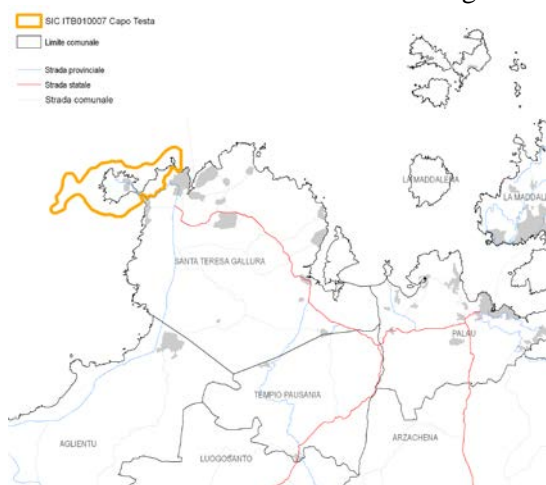 SIC ITB010007 Capo Testa
Limite comunale
Strada provinciale
Strada statale
Strada comunale
LA MADDALENA
LA MADDAL
SANTA TERESA GALLURA
PALAU
TEMPIO PAUSANIA
AGLIENTU
LUOGOSANTO
ARZACHENA